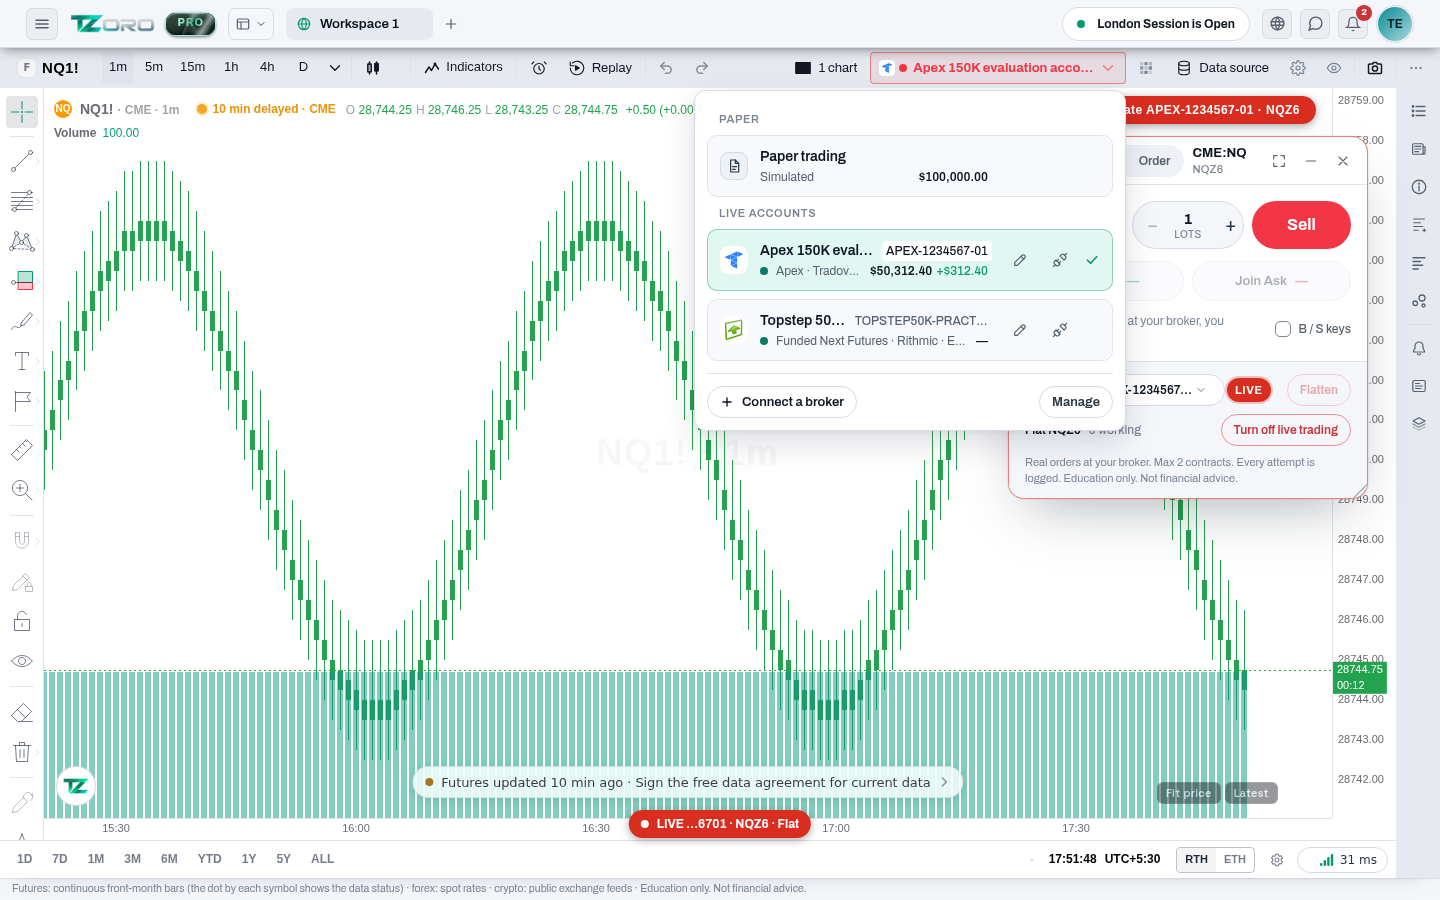 TZORO PRO Workspace 1 London Session is Open 2 TE
F NQ1! 1m 5m 15m 1h 4h D Indicators Replay 1 chart Apex 150K evaluation acco... Data source
NQ NQ1! · CME · 1m 10 min delayed · CME O 28,744.25 H 28,746.25 L 28,743.25 C 28,744.75 +0.50 (+0.00
Volume 100.00
PAPER
Paper trading
Simulated $100,000.00
LIVE ACCOUNTS
Apex 150K eval... APEX-1234567-01
Apex · Tradov... $50,312.40 +$312.40
Topstep 50... TOPSTEP50K-PRACT...
Funded Next Futures · Rithmic · E... —
Connect a broker Manage
APEX-1234567-01 · NQZ6
Order CME:NQ
NQZ6
1
LOTS
Sell
— Join Ask —
at your broker, you
B / S keys
-1234567... LIVE Flatten
Flat NQZ6 working Turn off live trading
Real orders at your broker. Max 2 contracts. Every attempt is
logged. Education only. Not financial advice.
NQ1! 1m
28759.00
28749.00
28748.00
28747.00
28746.00
28745.00
28744.75
00:12
28744.00
28743.00
28742.00
TZ
Futures updated 10 min ago · Sign the free data agreement for current data
Fit price Latest
LIVE ...6701 · NQZ6 · Flat
15:30 16:00 16:30 17:00 17:30
1D 7D 1M 3M 6M YTD 1Y 5Y ALL 17:51:48 UTC+5:30 RTH ETH 31 ms
Futures: continuous front-month bars (the dot by each symbol shows the data status) · forex: spot rates · crypto: public exchange feeds · Education only. Not financial advice.